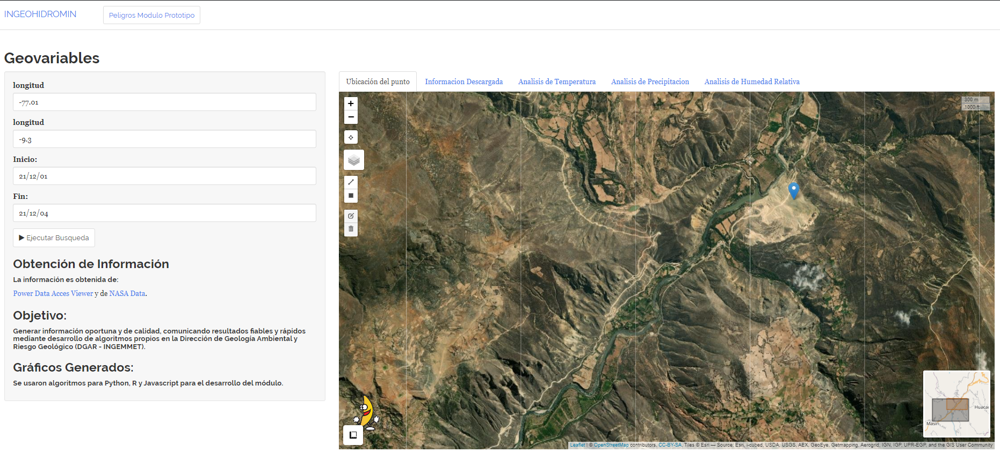 INGEOHIDROMIN
Peligros Modulo Prototipo
Geovariables
longitud
-77.01
longitud
-9.3
Inicio:
21/12/01
Fin:
21/12/04
Ejecutar Busqueda
Obtención de Información
La información es obtenida de:
Power Data Acces Viewer y de NASA Data.
Objetivo:
Generar información oportuna y de calidad, comunicando resultados fiables y rápidos
mediante desarrollo de algoritmos propios en la Dirección de Geología Ambiental y
Riesgo Geológico (DGAR - INGEMMET).
Gráficos Generados:
Se usaron algoritmos para Python, R y Javascript para el desarrollo del módulo.
Ubicación del punto
Informacion Descargada
Analisis de Temperatura
Analisis de Precipitacion
Analisis de Humedad Relativa
+
−
300 m
1000 ft
Huacac
Masin
Leaflet | © OpenStreetMap contributors, CC-BY-SA, Tiles © Esri — Source: Esri, i-cubed, USDA, USGS, AEX, GeoEye, Getmapping, Aerogrid, IGN, IGP, UPR-EGP, and the GIS User Community